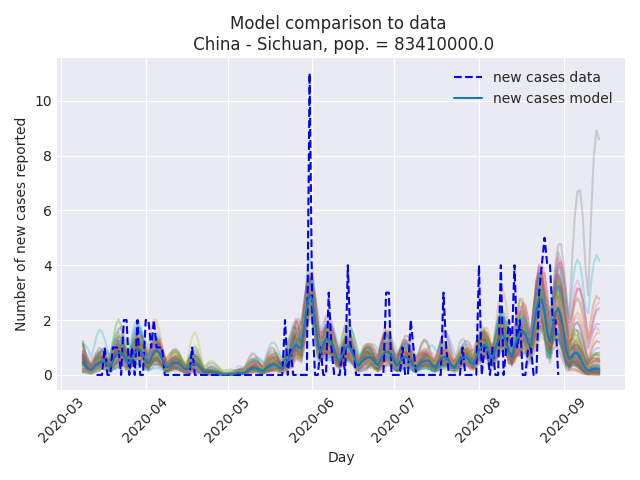 Model comparison to data
China - Sichuan, pop. = 83410000.0
new cases data
new cases model
Number of new cases reported
10
8
6
4
2
0
2020-03
2020-04
2020-05
2020-06
2020-07
2020-08
2020-09
Day